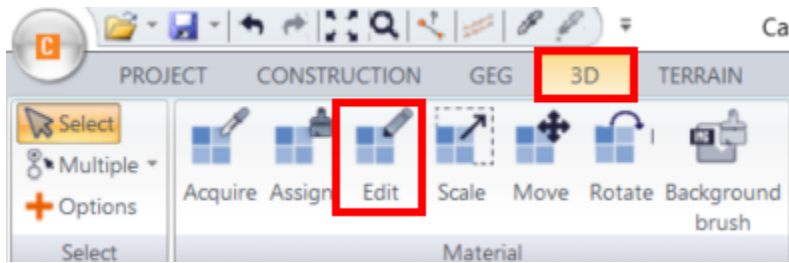 C
Ca
PROJECT CONSTRUCTION GEG 3D TERRAIN
Select
Multiple
Options
Acquire Assign Edit Scale Move Rotate Background
brush
Select Material